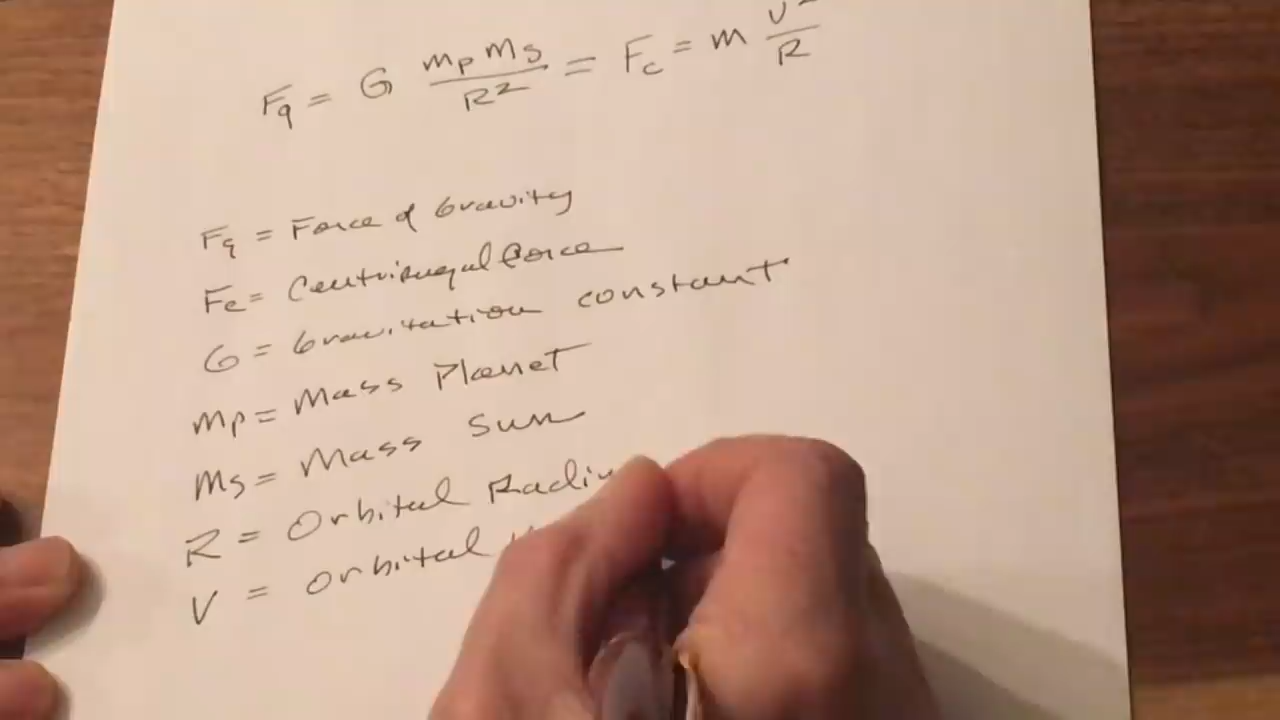 Fg = G mp ms / R² = Fc = m v² / R
Fg = Force of Gravity
Fc = Centrifugal Force
G = Gravitation constant
mp = Mass Planet
Ms = Mass Sun
R = Orbital Radiu
V = Orbital